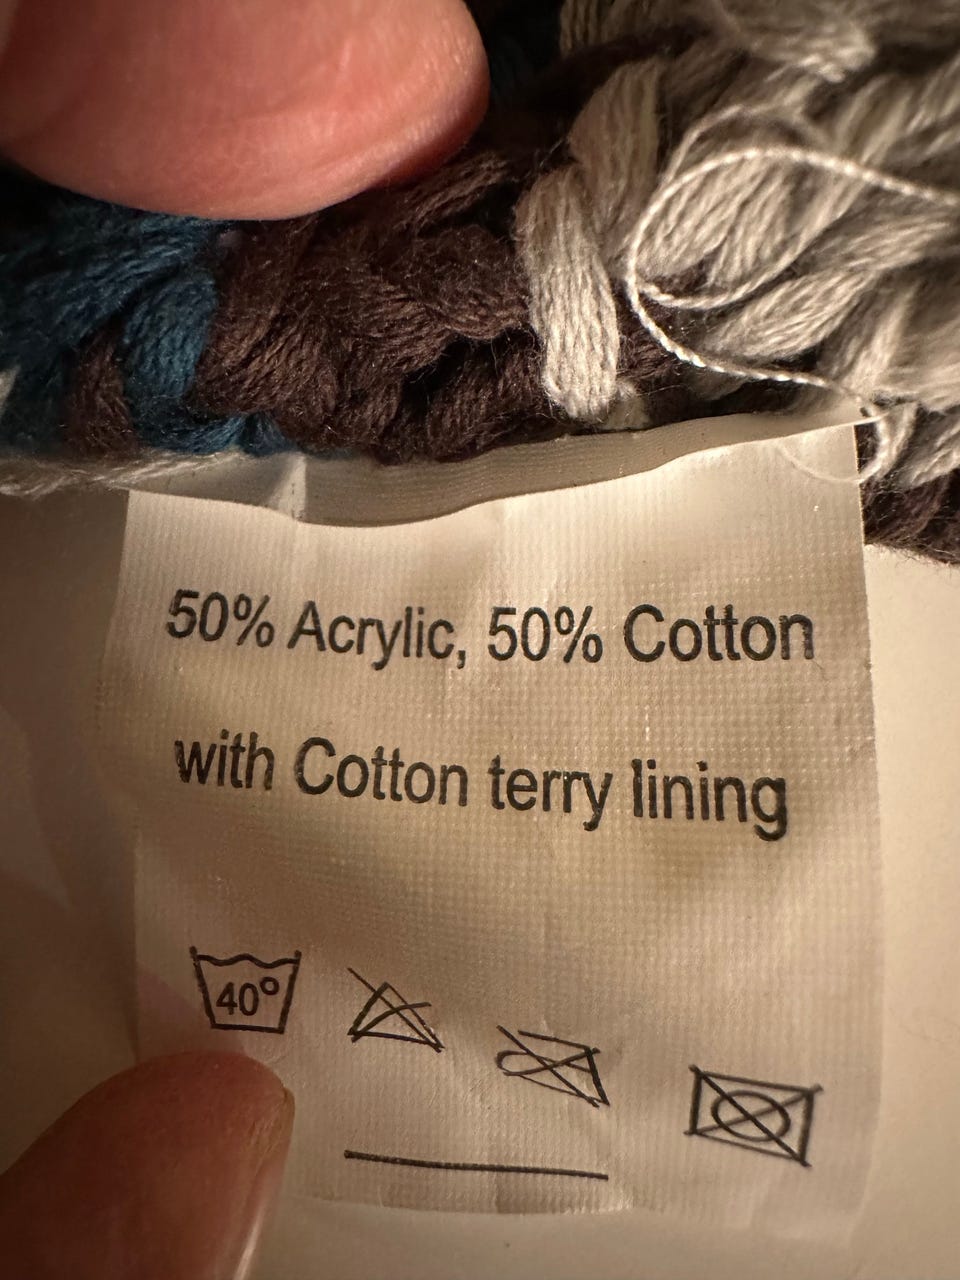 50% Acrylic, 50% Cotton
with Cotton terry lining
40°